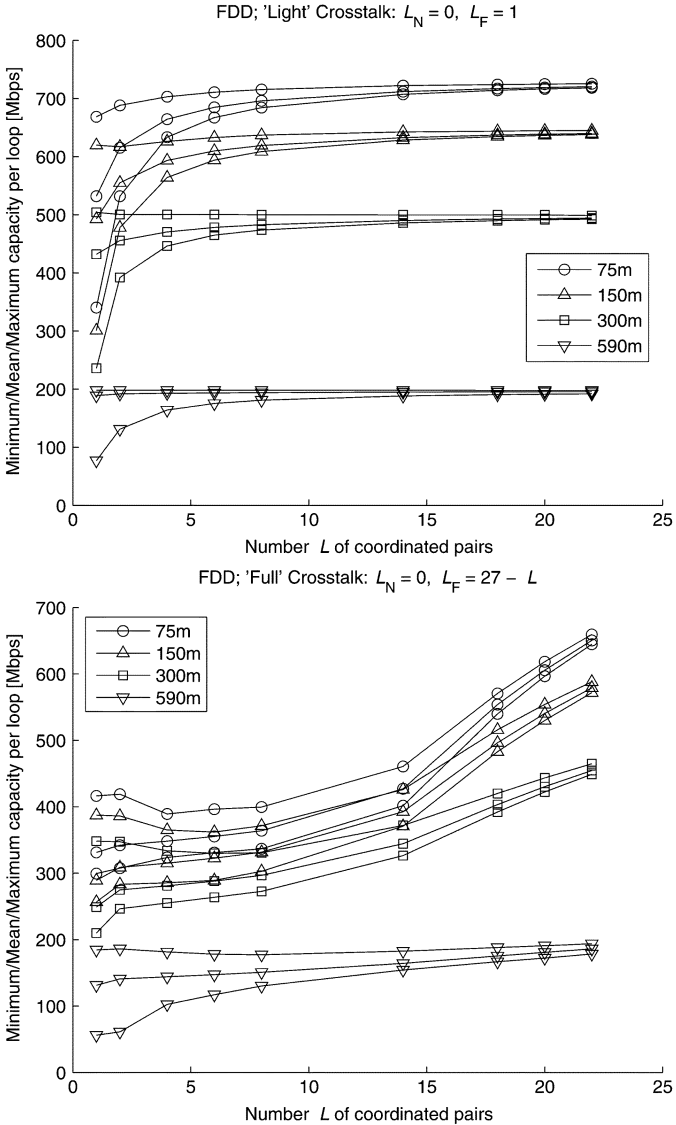 FDD; 'Light' Crosstalk: L_N = 0, L_F = 1
Minimum/Mean/Maximum capacity per loop [Mbps]
800
700
600
500
400
300
200
100
0
75m
150m
300m
590m
0 5 10 15 20 25
Number L of coordinated pairs
FDD; 'Full' Crosstalk: L_N = 0, L_F = 27 − L
Minimum/Mean/Maximum capacity per loop [Mbps]
700
600
500
400
300
200
100
0
75m
150m
300m
590m
0 5 10 15 20 25
Number L of coordinated pairs